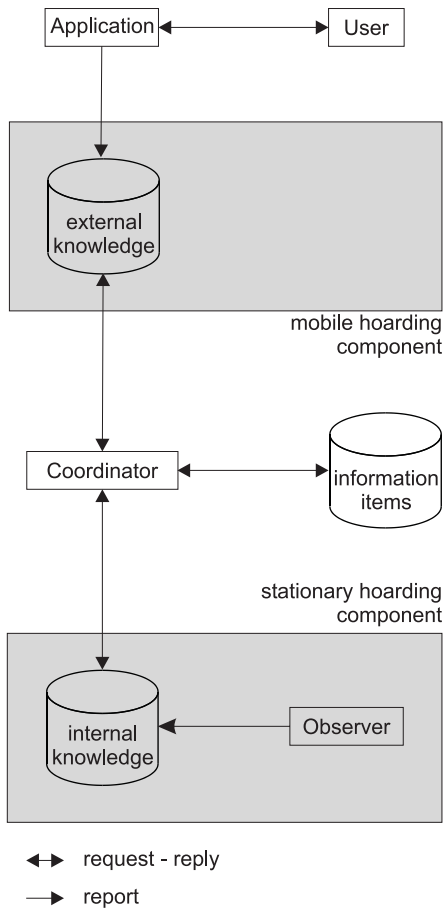 Application
User
external
knowledge
mobile hoarding
component
Coordinator
information
items
stationary hoarding
component
internal
knowledge
Observer
request - reply
report